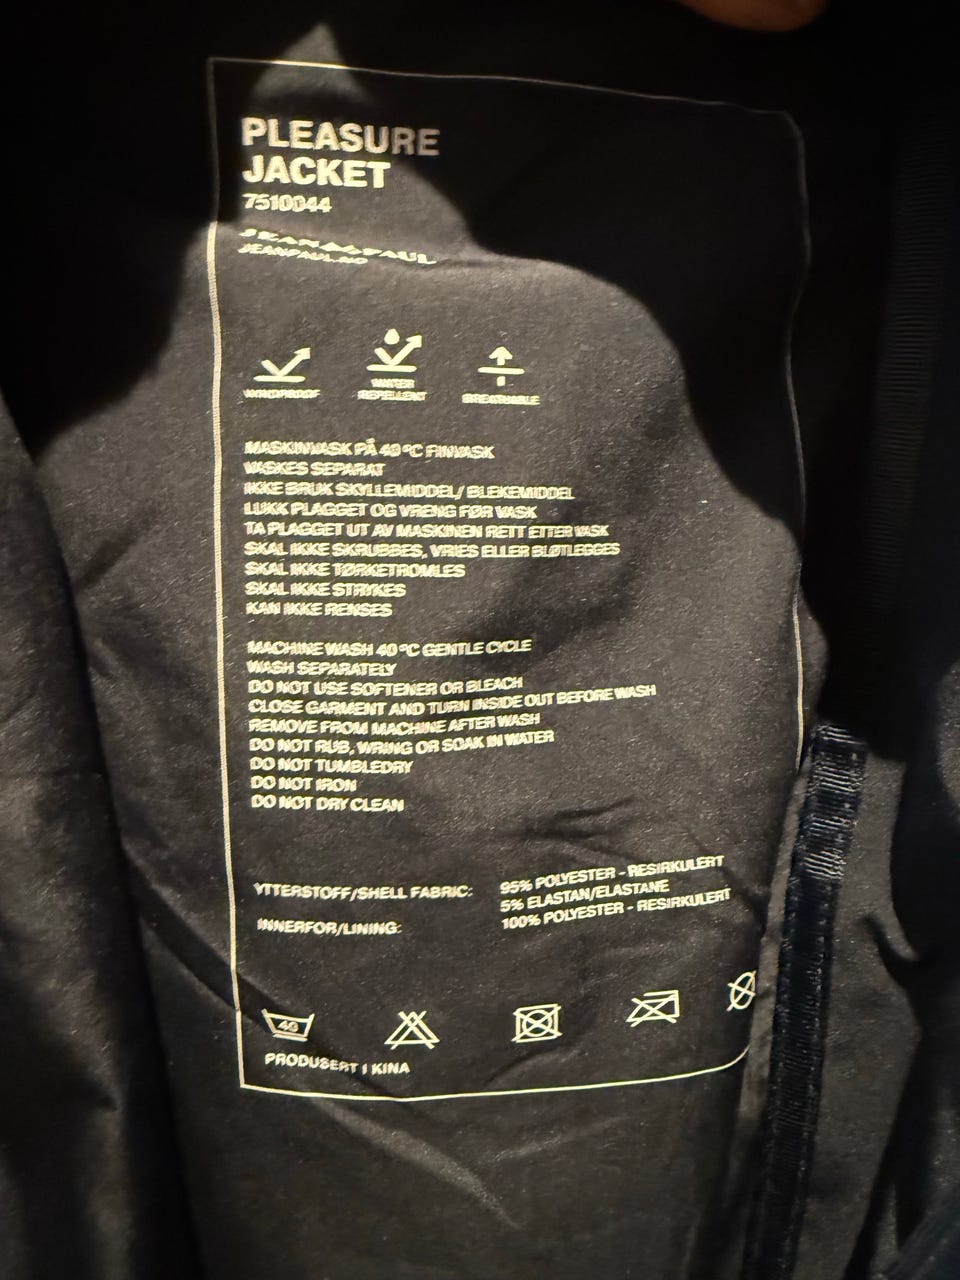 PLEASURE
JACKET
7510044
JEAN PAUL
JEANPAUL.NO
WINDPROOF
WATER
REPELLENT
BREATHABLE
MASKINVASK PÅ 40 °C FINVASK
VASKES SEPARAT
IKKE BRUK SKYLLEMIDDEL/ BLEKEMIDDEL
LUKK PLAGGET OG VRENG FØR VASK
TA PLAGGET UT AV MASKINEN RETT ETTER VASK
SKAL IKKE SKRUBBES, VRIES ELLER BLØTLEGGES
SKAL IKKE TØRKETROMLES
SKAL IKKE STRYKES
KAN IKKE RENSES
MACHINE WASH 40 °C GENTLE CYCLE
WASH SEPARATELY
DO NOT USE SOFTENER OR BLEACH
CLOSE GARMENT AND TURN INSIDE OUT BEFORE WASH
REMOVE FROM MACHINE AFTER WASH
DO NOT RUB, WRING OR SOAK IN WATER
DO NOT TUMBLEDRY
DO NOT IRON
DO NOT DRY CLEAN
YTTERSTOFF/SHELL FABRIC: 95% POLYESTER - RESIRKULERT
5% ELASTAN/ELASTANE
INNERFOR/LINING: 100% POLYESTER - RESIRKULERT
40
PRODUSERT I KINA